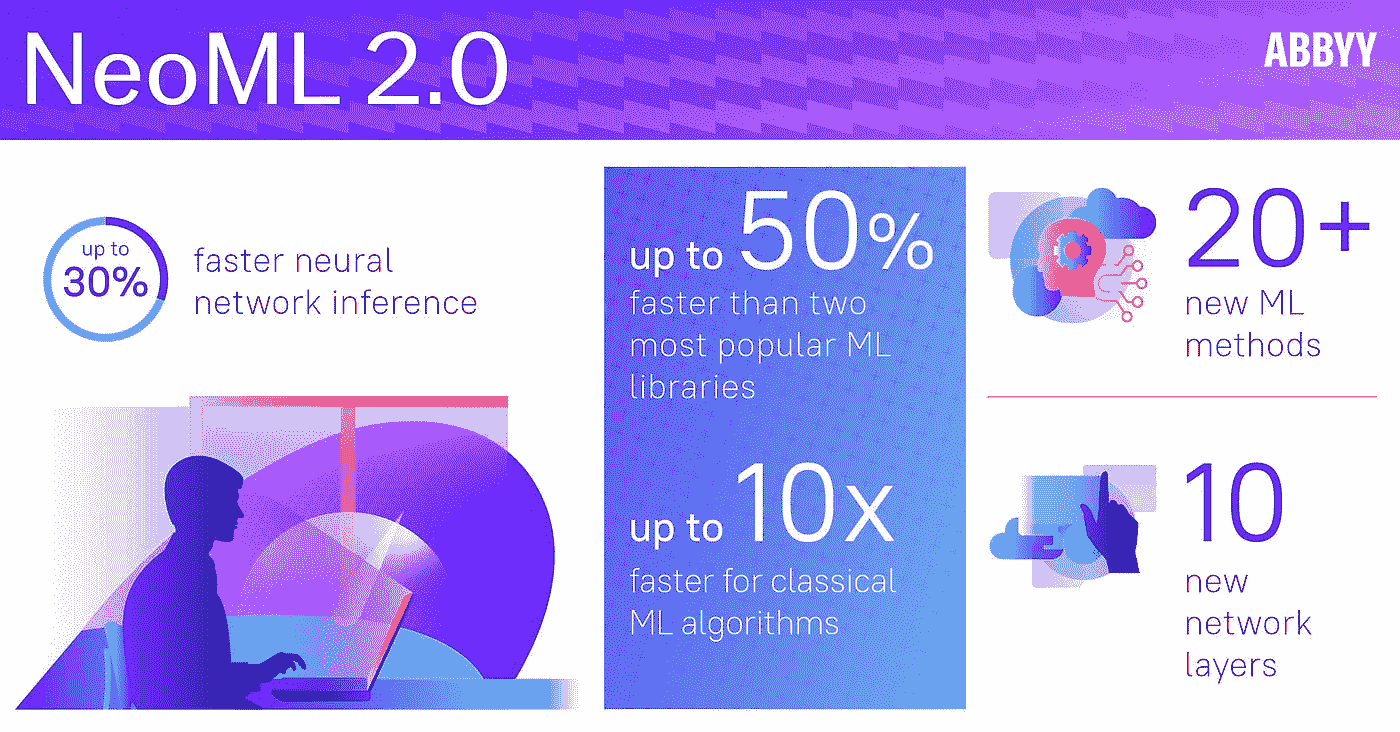 NeoML 2.0
ABBYY
up to
30%
faster neural
network inference
up to 50%
faster than two
most popular ML
libraries
up to 10x
faster for classical
ML algorithms
20+
new ML
methods
10
new
network
layers